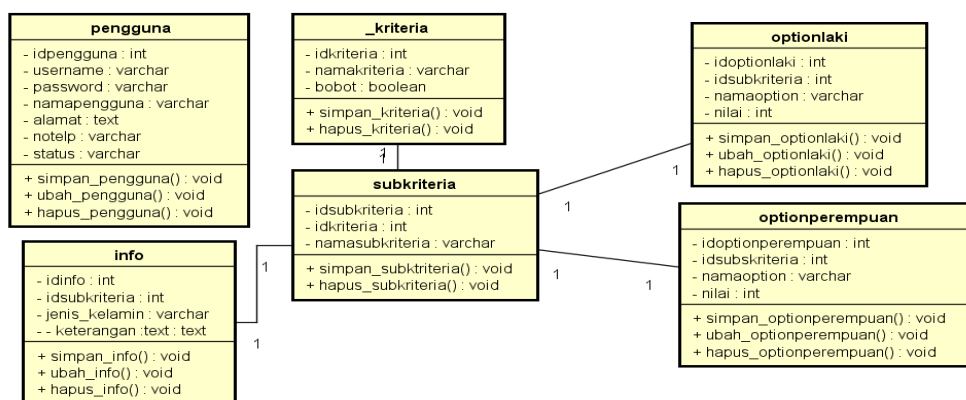 pengguna
- idpengguna : int
- username : varchar
- password : varchar
- namapengguna : varchar
- alamat : text
- notelp : varchar
- status : varchar
+ simpan_pengguna() : void
+ ubah_pengguna() : void
+ hapus_pengguna() : void
_kriteria
- idkriteria : int
- namakriteria : varchar
- bobot : boolean
+ simpan_kriteria() : void
+ hapus_kriteria() : void
1
1
subkriteria
- idsubkriteria : int
- idkriteria : int
- namasubkriteria : varchar
+ simpan_subktriteria() : void
+ hapus_subkriteria() : void
optionlaki
- idoptionlaki : int
- idsubkriteria : int
- namaoption : varchar
- nilai : int
+ simpan_optionlaki() : void
+ ubah_optionlaki() : void
+ hapus_optionlaki() : void
1
1
optionperempuan
- idoptionperempuan : int
- idsubskriteria : int
- namaoption : varchar
- nilai : int
+ simpan_optionperempuan() : void
+ ubah_optionperempuan() : void
+ hapus_optionperempuan() : void
1
1
info
- idinfo : int
- idsubkriteria : int
- jenis_kelamin : varchar
- - keterangan :text : text
+ simpan_info() : void
+ ubah_info() : void
+ hapus_info() : void
1
1